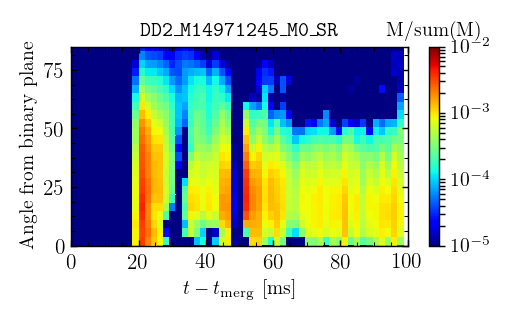 DD2_M14971245_M0_SR
M/sum(M)
Angle from binary plane
75
50
25
0
0 20 40 60 80 100
t − t_merg [ms]
10^−2
10^−3
10^−4
10^−5